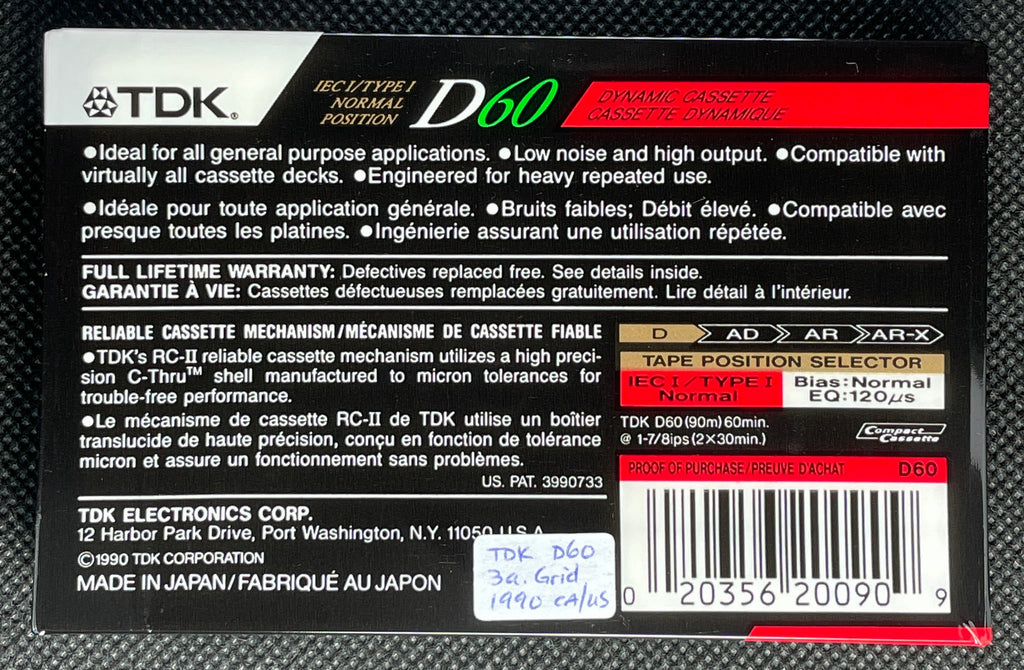 TDK®
IEC I/TYPE I
NORMAL
POSITION
D60
DYNAMIC CASSETTE
CASSETTE DYNAMIQUE
●Ideal for all general purpose applications. ●Low noise and high output. ●Compatible with
virtually all cassette decks. ●Engineered for heavy repeated use.
●Idéale pour toute application générale. ●Bruits faibles; Débit élevé. ●Compatible avec
presque toutes les platines. ●Ingénierie assurant une utilisation répétée.
FULL LIFETIME WARRANTY: Defectives replaced free. See details inside.
GARANTIE À VIE: Cassettes défectueuses remplacées gratuitement. Lire détail à l'intérieur.
RELIABLE CASSETTE MECHANISM/MÉCANISME DE CASSETTE FIABLE
●TDK's RC-II reliable cassette mechanism utilizes a high preci-
sion C-Thru™ shell manufactured to micron tolerances for
trouble-free performance.
●Le mécanisme de cassette RC-II de TDK utilise un boîtier
translucide de haute précision, conçu en fonction de tolérance
micron et assure un fonctionnement sans problèmes.
US. PAT. 3990733
TDK ELECTRONICS CORP.
12 Harbor Park Drive, Port Washington, N.Y. 11050 U.S.A.
©1990 TDK CORPORATION
MADE IN JAPAN/FABRIQUÉ AU JAPON
TDK D60
3a. Grid
1990 CA/US
D AD AR AR-X
TAPE POSITION SELECTOR
IEC I/TYPE I
Normal
Bias:Normal
EQ:120μs
TDK D60(90m)60min.
@ 1-7/8ips(2×30min.)
Compact
Cassette
PROOF OF PURCHASE/PREUVE D'ACHAT D60
0 20356 20090 9